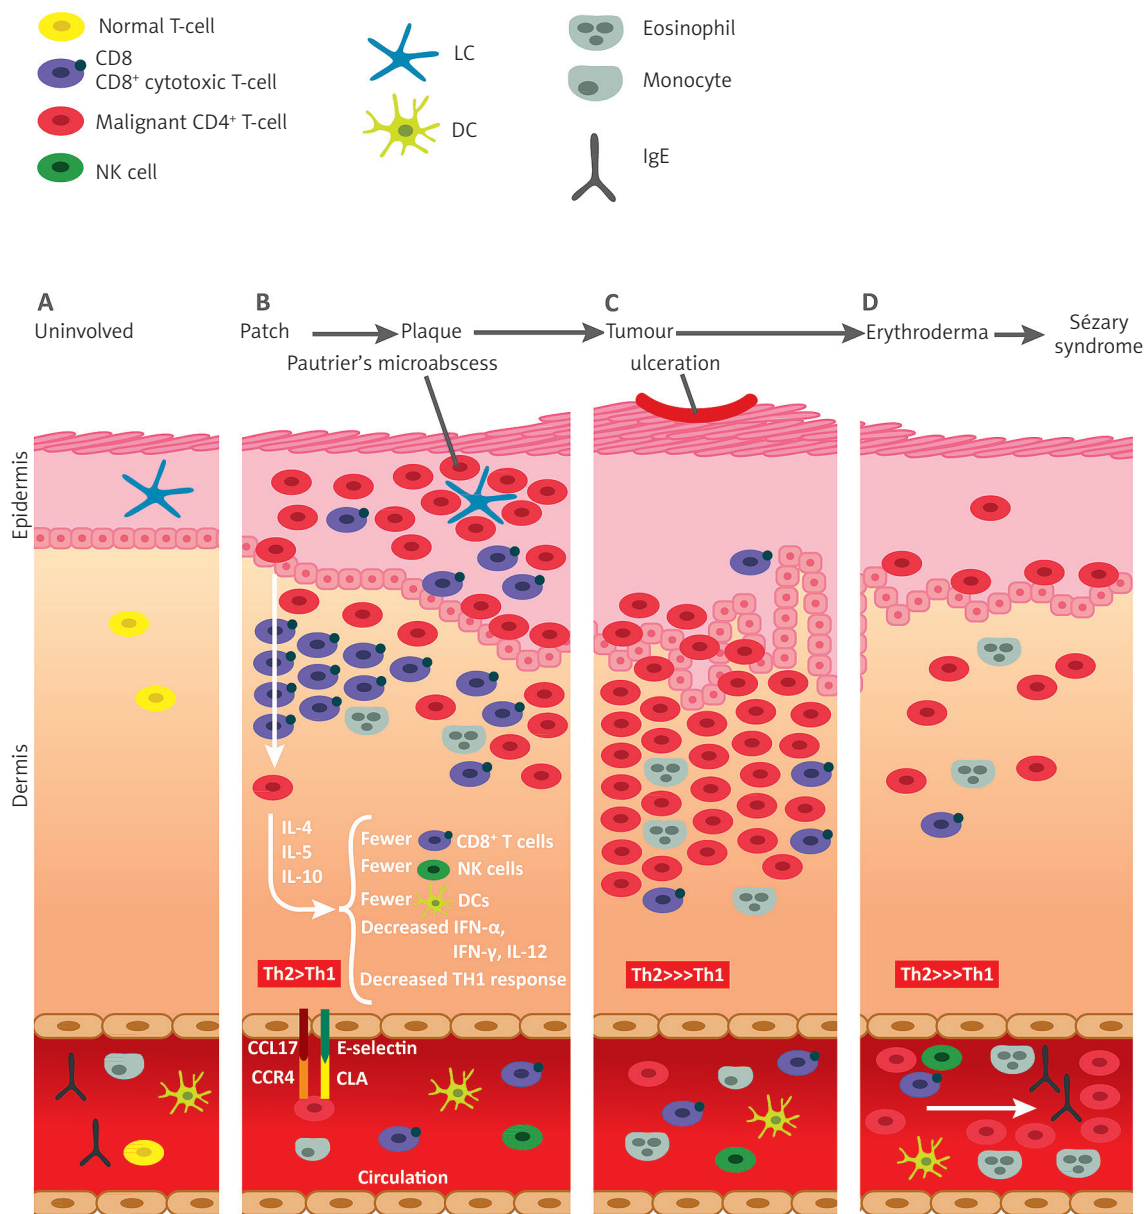 Normal T-cell
CD8
CD8⁺ cytotoxic T-cell
Malignant CD4⁺ T-cell
NK cell
LC
DC
Eosinophil
Monocyte
IgE
A
Uninvolved
B
Patch
Plaque
Pautrier's microabscess
C
Tumour
ulceration
D
Erythroderma
Sézary
syndrome
Epidermis
Dermis
IL-4
IL-5
IL-10
Fewer CD8⁺ T cells
Fewer NK cells
Fewer DCs
Decreased IFN-α,
IFN-γ, IL-12
Decreased TH1 response
Th2>Th1
Th2>>>Th1
Th2>>>Th1
CCL17
E-selectin
CCR4
CLA
Circulation